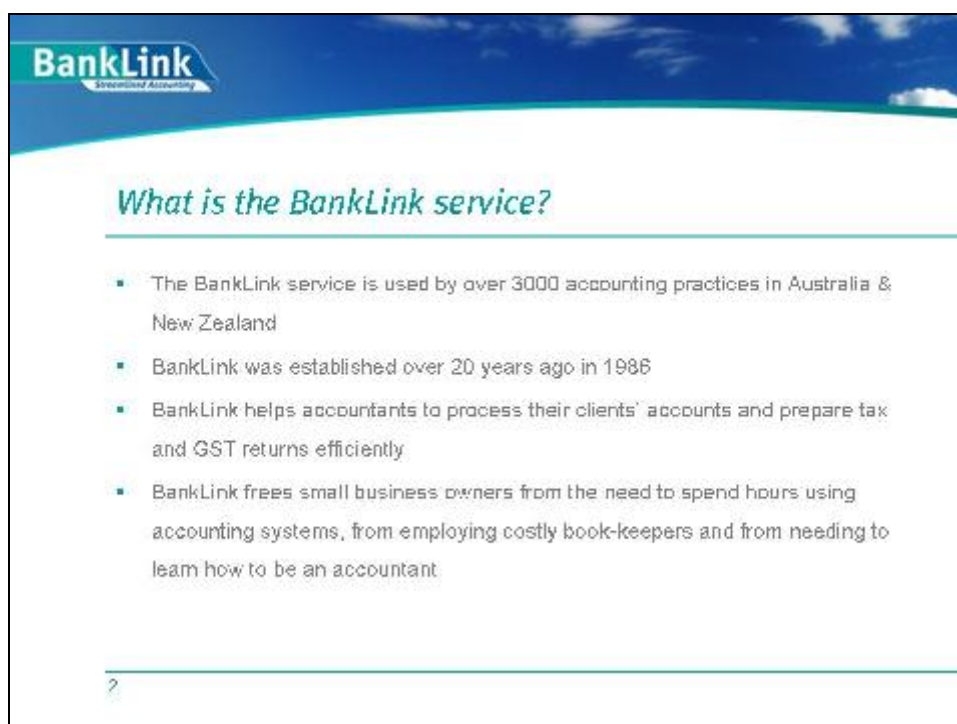 BankLink
Streamlined Accounting
What is the BankLink service?
▪ The BankLink service is used by over 3000 accounting practices in Australia &
New Zealand
▪ BankLink was established over 20 years ago in 1986
▪ BankLink helps accountants to process their clients' accounts and prepare tax
and GST returns efficiently
▪ BankLink frees small business owners from the need to spend hours using
accounting systems, from employing costly book-keepers and from needing to
learn how to be an accountant
2